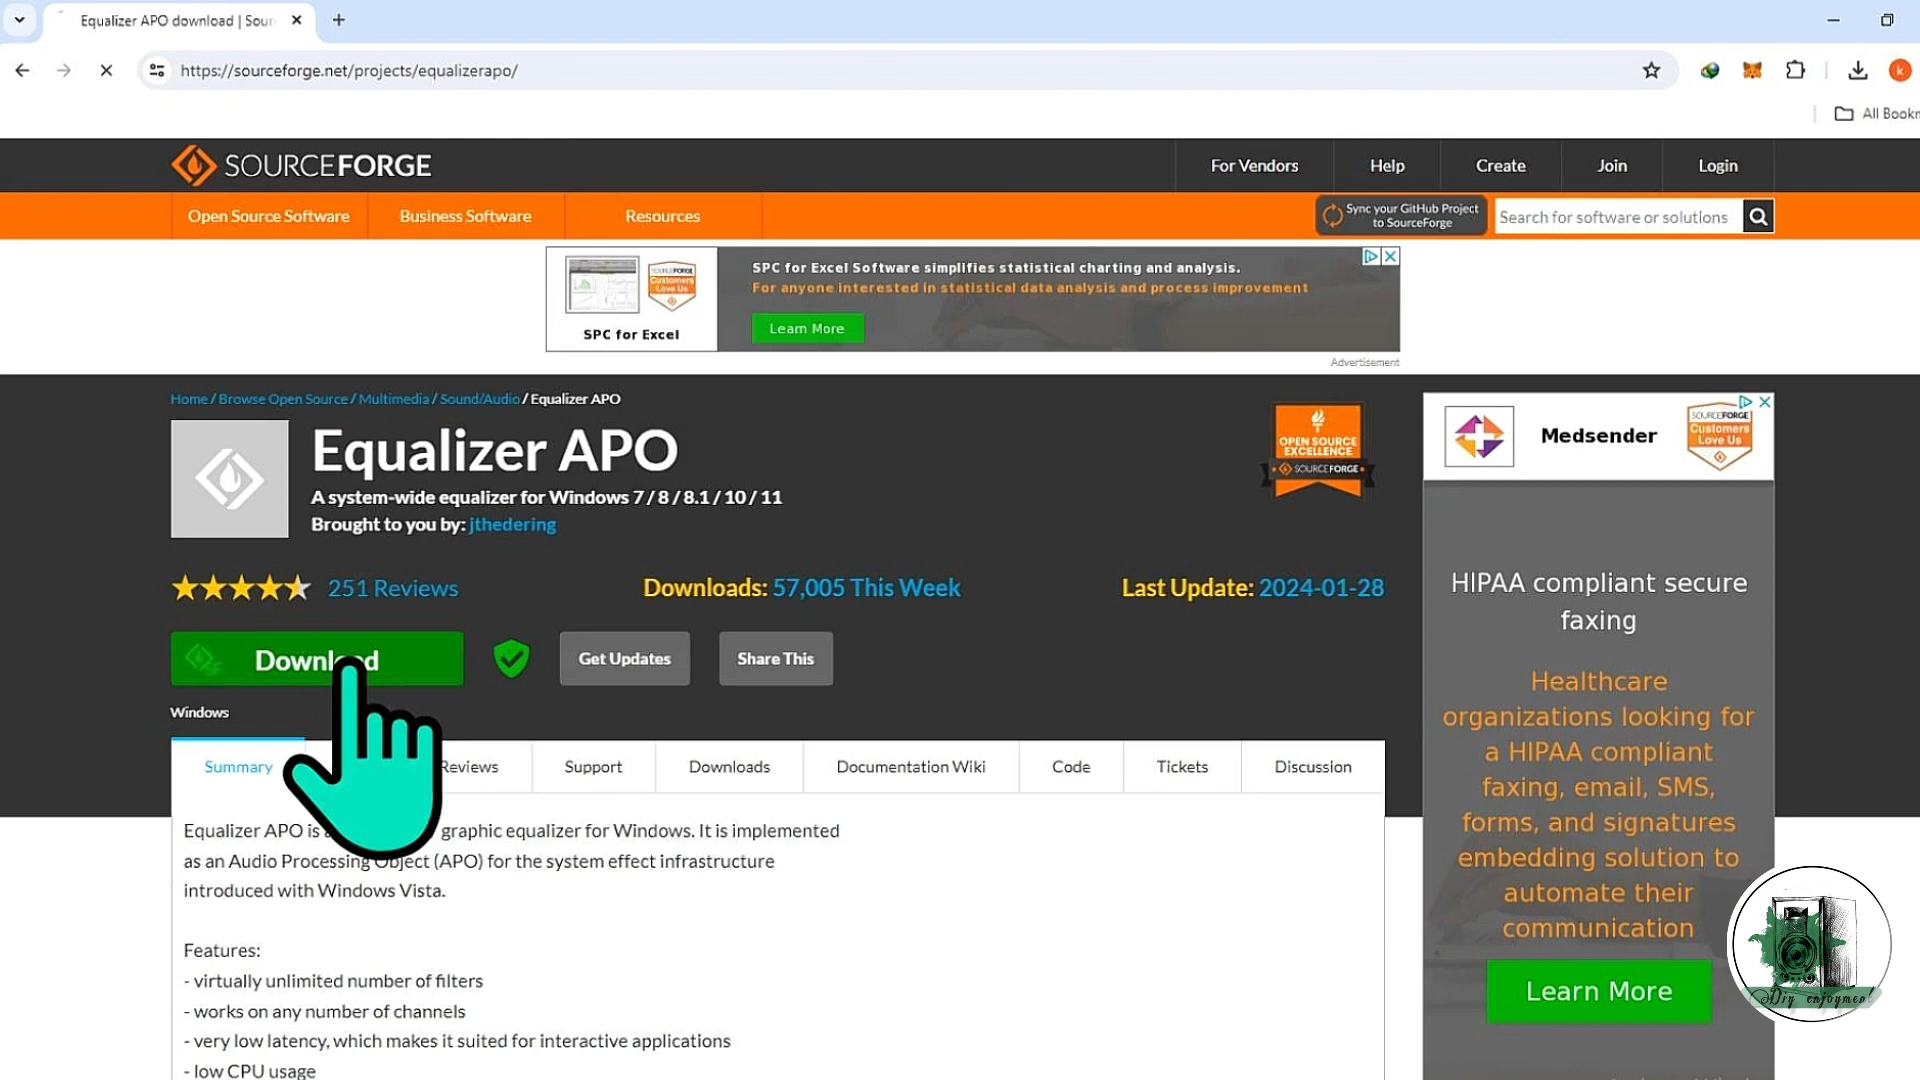 Equalizer APO download | Sour
https://sourceforge.net/projects/equalizerapo/
k
All Bookm
SOURCEFORGE
For Vendors
Help
Create
Join
Login
Open Source Software
Business Software
Resources
Sync your GitHub Project
to SourceForge
Search for software or solutions
SOURCEFORGE
Customers
Love Us
SPC for Excel
SPC for Excel Software simplifies statistical charting and analysis.
For anyone interested in statistical data analysis and process improvement
Learn More
Advertisement
Home / Browse Open Source / Multimedia / Sound/Audio / Equalizer APO
Equalizer APO
A system-wide equalizer for Windows 7 / 8 / 8.1 / 10 / 11
Brought to you by: jthedering
OPEN SOURCE
EXCELLENCE
SOURCEFORGE
251 Reviews
Downloads: 57,005 This Week
Last Update: 2024-01-28
Download
Get Updates
Share This
Windows
Summary
Reviews
Support
Downloads
Documentation Wiki
Code
Tickets
Discussion
Equalizer APO is graphic equalizer for Windows. It is implemented
as an Audio Processing Object (APO) for the system effect infrastructure
introduced with Windows Vista.
Features:
- virtually unlimited number of filters
- works on any number of channels
- very low latency, which makes it suited for interactive applications
- low CPU usage
Medsender
SOURCEFORGE
Customers
Love Us
HIPAA compliant secure
faxing
Healthcare
organizations looking for
a HIPAA compliant
faxing, email, SMS,
forms, and signatures
embedding solution to
automate their
communication
Learn More
Diy enjoyment